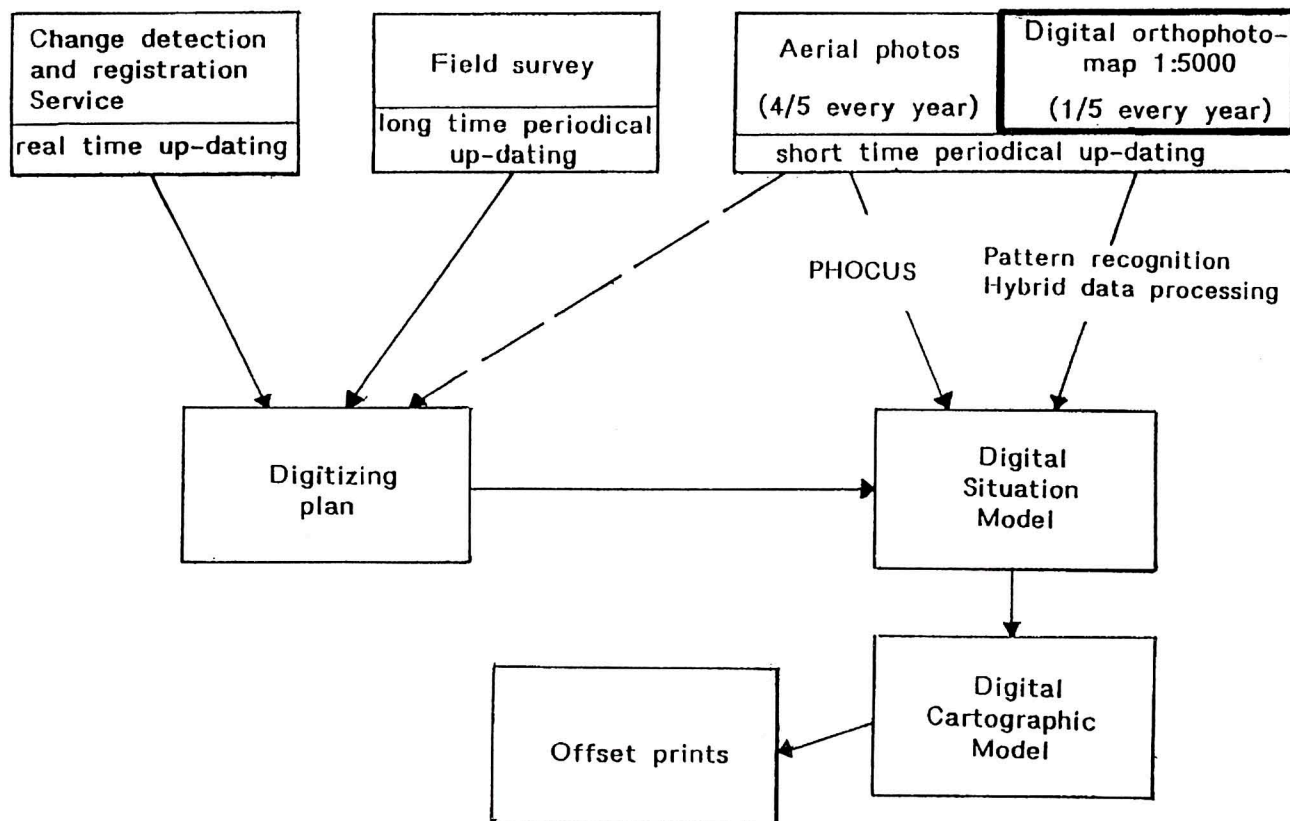 Change detection
and registration
Service
real time up-dating
Field survey
long time periodical
up-dating
Aerial photos
(4/5 every year)
Digital orthophoto-
map 1:5000
(1/5 every year)
short time periodical up-dating
PHOCUS
Pattern recognition
Hybrid data processing
Digitizing
plan
Digital
Situation
Model
Digital
Cartographic
Model
Offset prints